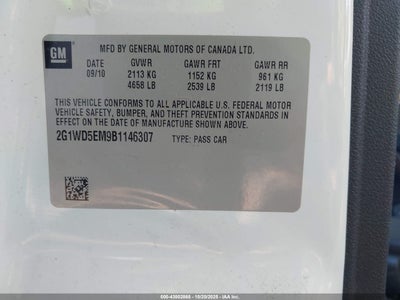 GM
MFD BY GENERAL MOTORS OF CANADA LTD.
DATE GVWR GAWR FRT GAWR RR
09/10 2113 KG 1152 KG 961 KG
4658 LB 2539 LB 2119 LB
THIS VEHICLE CONFORMS TO ALL APPLICABLE U.S. FEDERAL MOTOR
VEHICLE SAFETY, BUMPER, AND THEFT PREVENTION STANDARDS IN
EFFECT ON THE DATE OF MANUFACTURE SHOWN ABOVE.
2G1WD5EM9B1146307 TYPE: PASS CAR